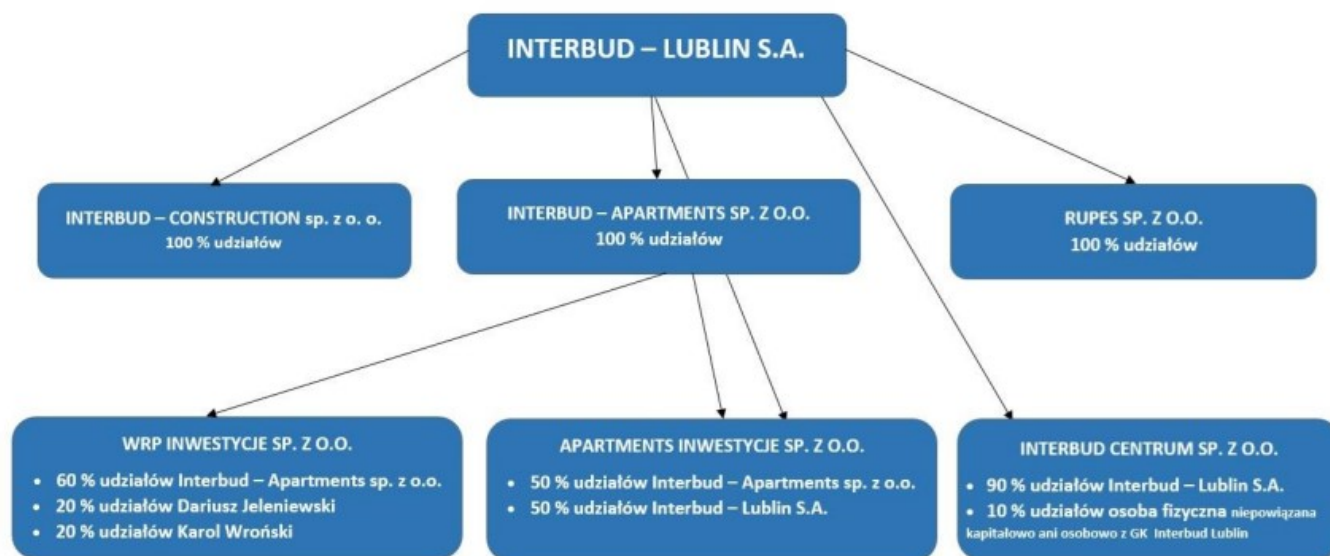 INTERBUD – LUBLIN S.A.
INTERBUD – CONSTRUCTION sp. z o. o.
100 % udziałów
INTERBUD – APARTMENTS SP. Z O.O.
100 % udziałów
RUPES SP. Z O.O.
100 % udziałów
WRP INWESTYCJE SP. Z O.O.
• 60 % udziałów Interbud – Apartments sp. z o.o.
• 20 % udziałów Dariusz Jeleniewski
• 20 % udziałów Karol Wroński
APARTMENTS INWESTYCJE SP. Z O.O.
• 50 % udziałów Interbud – Apartments sp. z o.o.
• 50 % udziałów Interbud – Lublin S.A.
INTERBUD CENTRUM SP. Z O.O.
• 90 % udziałów Interbud – Lublin S.A.
• 10 % udziałów osoba fizyczna niepowiązana
kapitałowo ani osobowo z GK Interbud Lublin